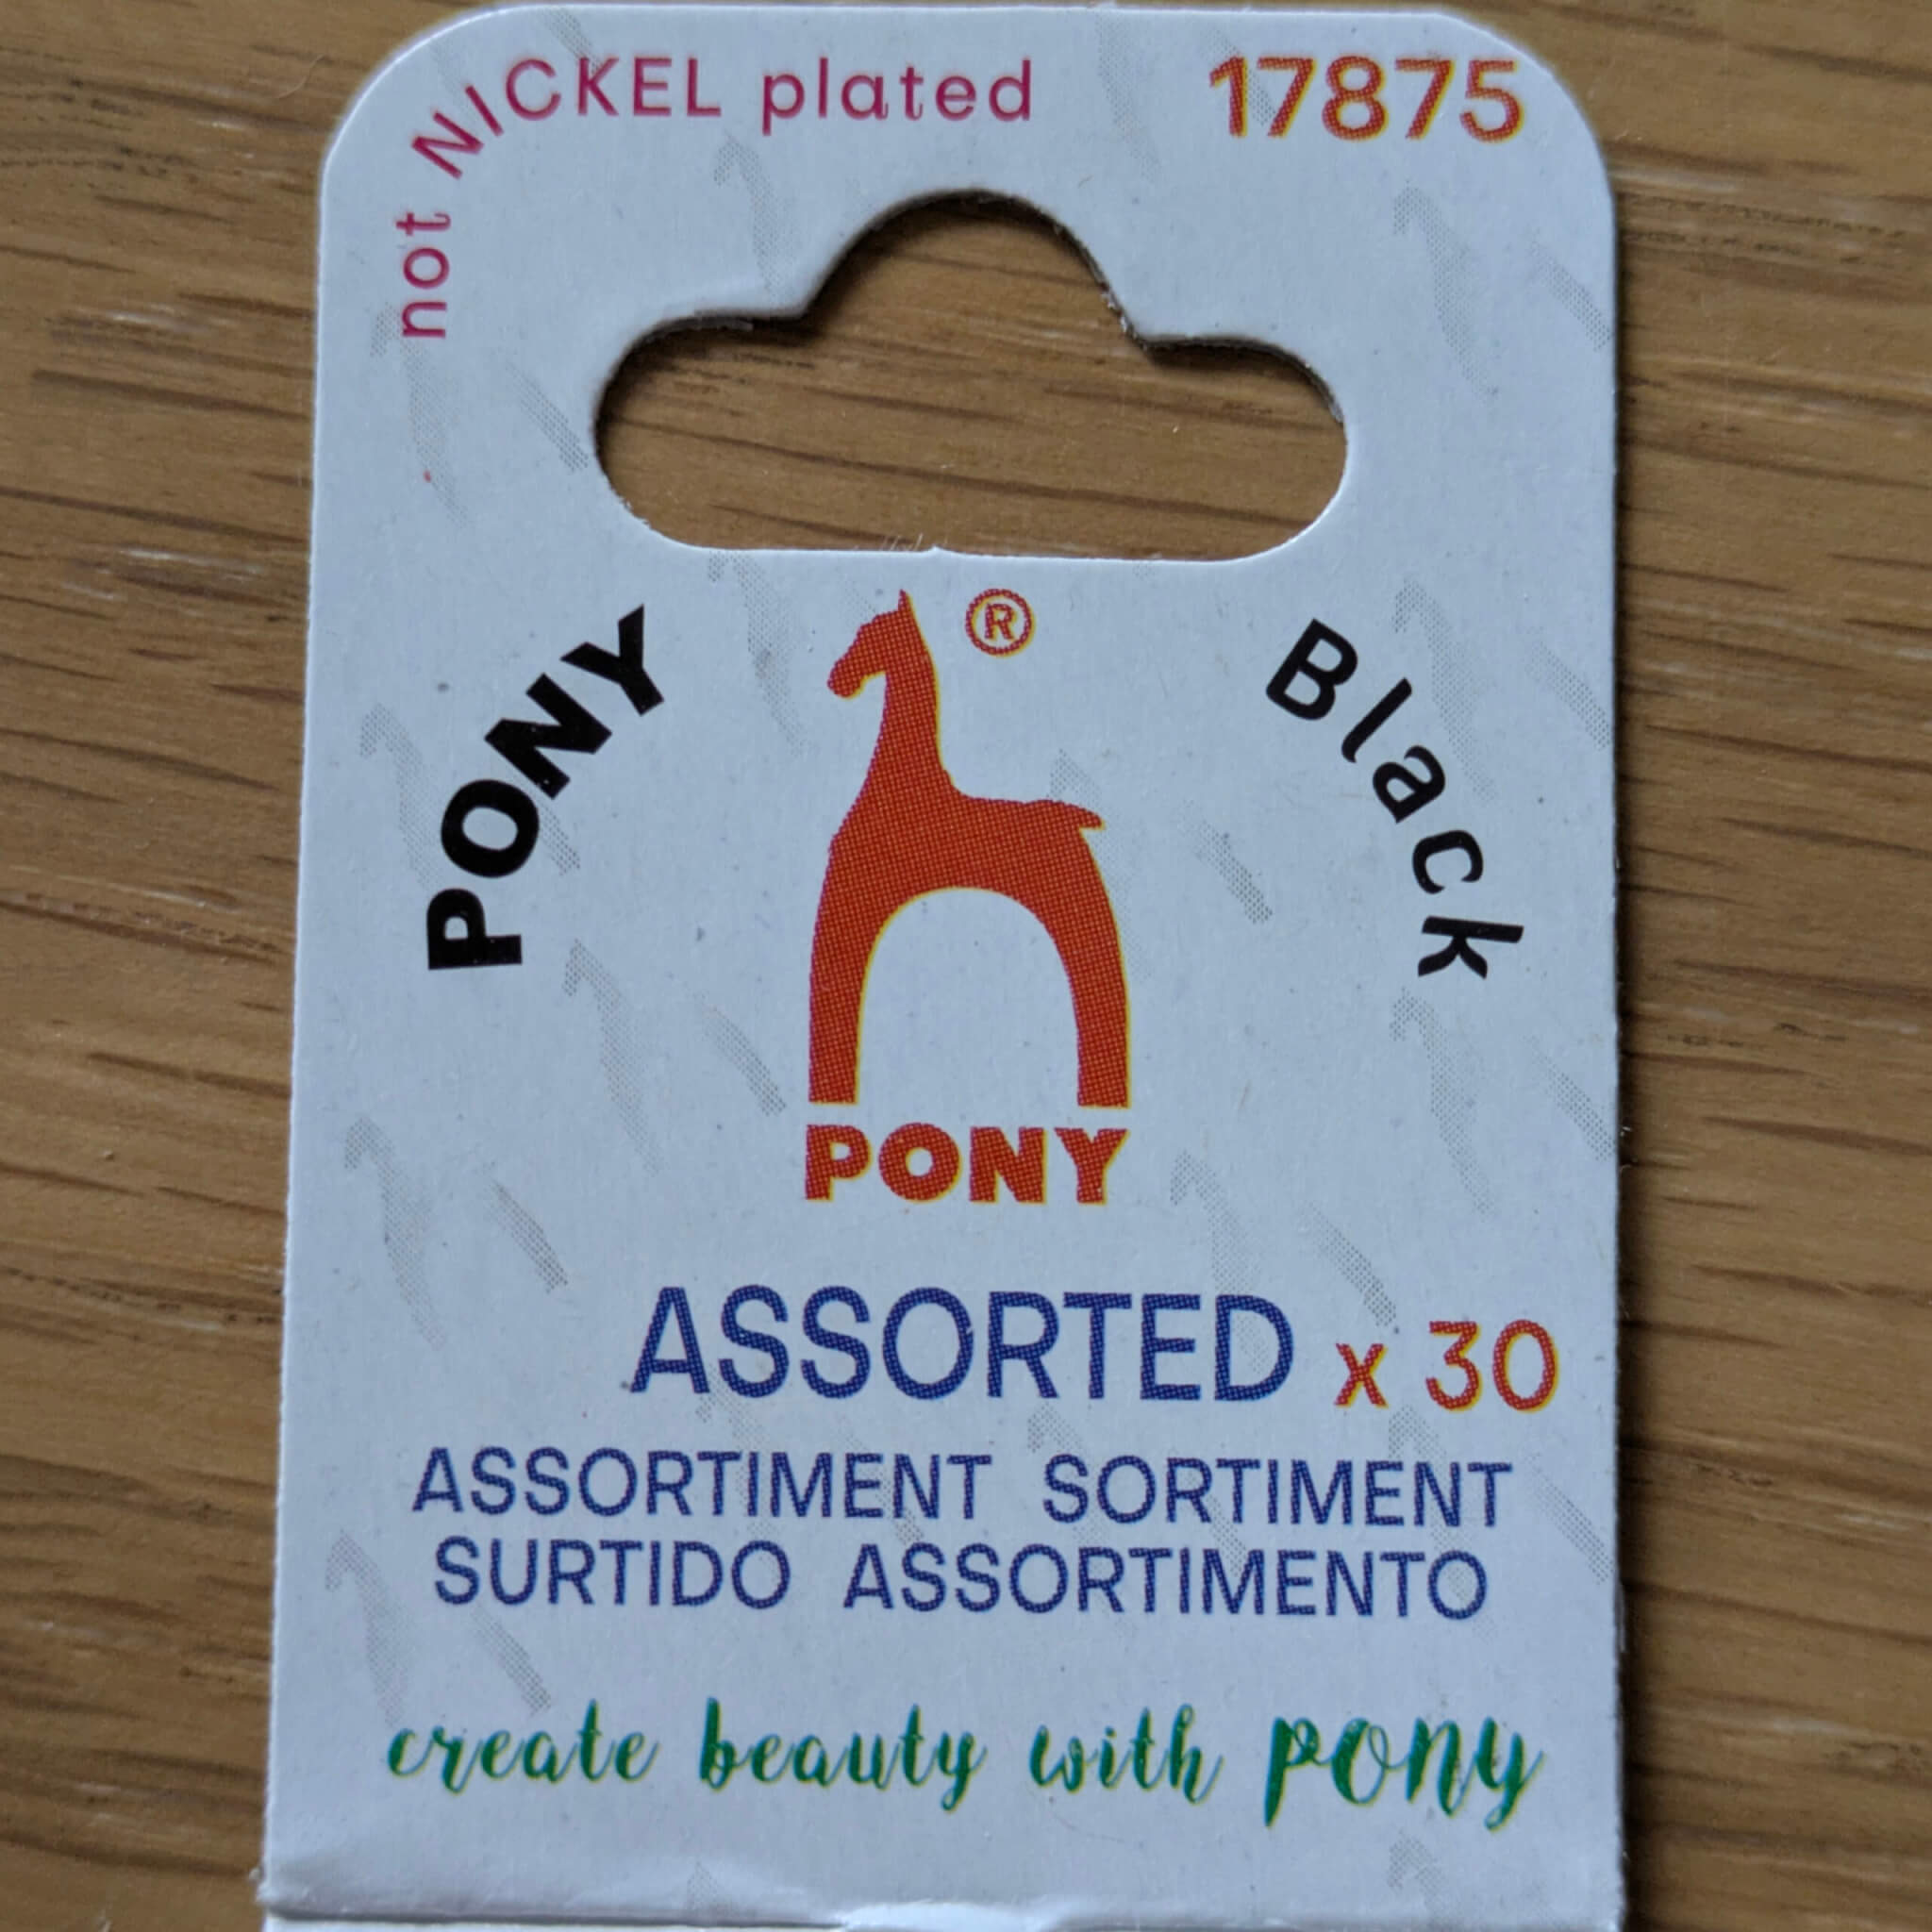 not NICKEL plated
17875
PONY
®
Black
PONY
ASSORTED x 30
ASSORTIMENT SORTIMENT
SURTIDO ASSORTIMENTO
create beauty with pony